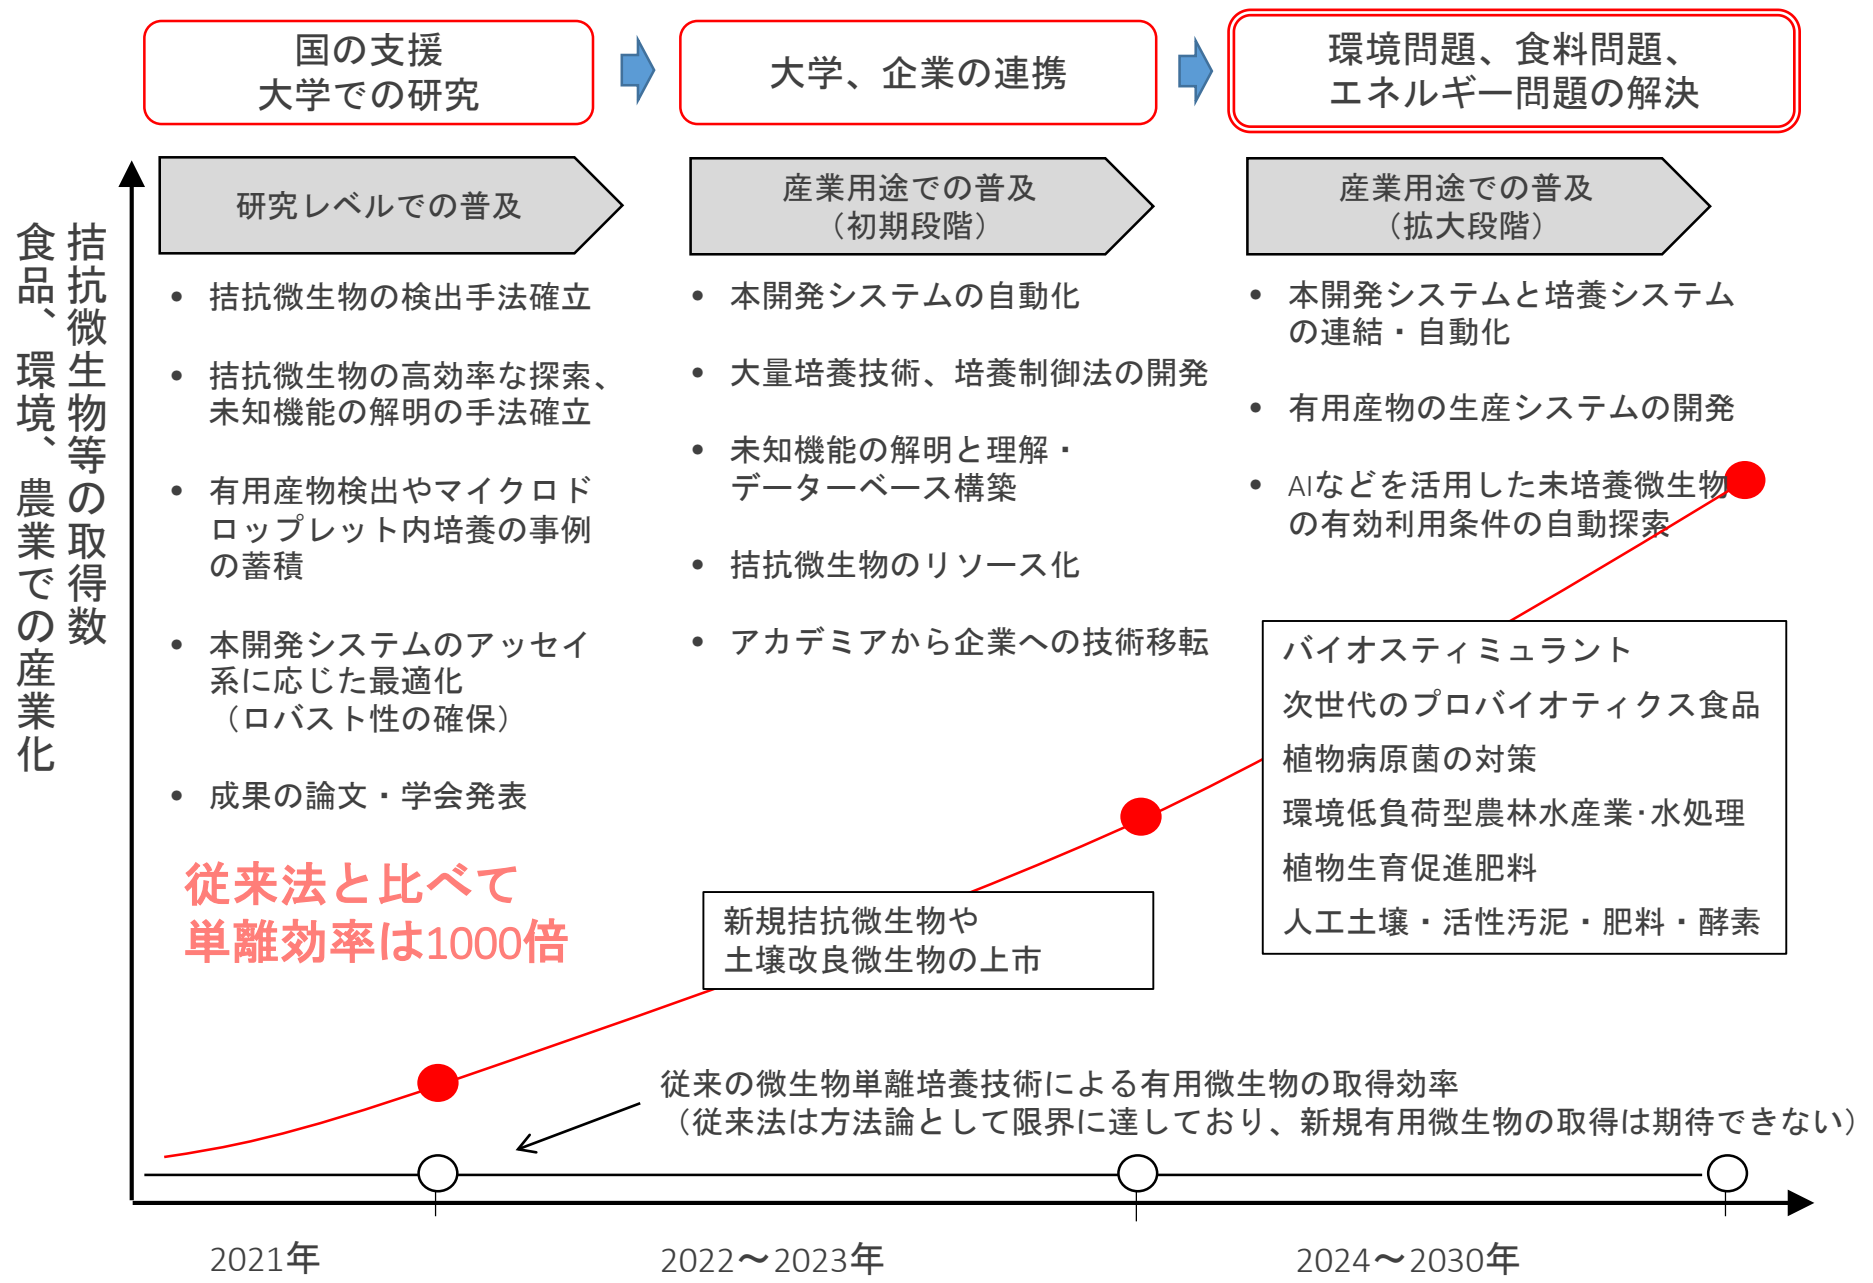 国の支援
大学での研究
大学、企業の連携
環境問題、食料問題、
エネルギー問題の解決
拮抗微生物等の取得数
食品、環境、農業での産業化
研究レベルでの普及
• 拮抗微生物の検出手法確立
• 拮抗微生物の高効率な探索、
未知機能の解明の手法確立
• 有用産物検出やマイクロド
ロップレット内培養の事例
の蓄積
• 本開発システムのアッセイ
系に応じた最適化
（ロバスト性の確保）
• 成果の論文・学会発表
従来法と比べて
単離効率は1000倍
産業用途での普及
（初期段階）
• 本開発システムの自動化
• 大量培養技術、培養制御法の開発
• 未知機能の解明と理解・
データーベース構築
• 拮抗微生物のリソース化
• アカデミアから企業への技術移転
新規拮抗微生物や
土壌改良微生物の上市
産業用途での普及
（拡大段階）
• 本開発システムと培養システム
の連結・自動化
• 有用産物の生産システムの開発
• AIなどを活用した未培養微生物
の有効利用条件の自動探索
バイオスティミュラント
次世代のプロバイオティクス食品
植物病原菌の対策
環境低負荷型農林水産業･水処理
植物生育促進肥料
人工土壌・活性汚泥・肥料・酵素
従来の微生物単離培養技術による有用微生物の取得効率
（従来法は方法論として限界に達しており、新規有用微生物の取得は期待できない）
2021年
2022～2023年
2024～2030年